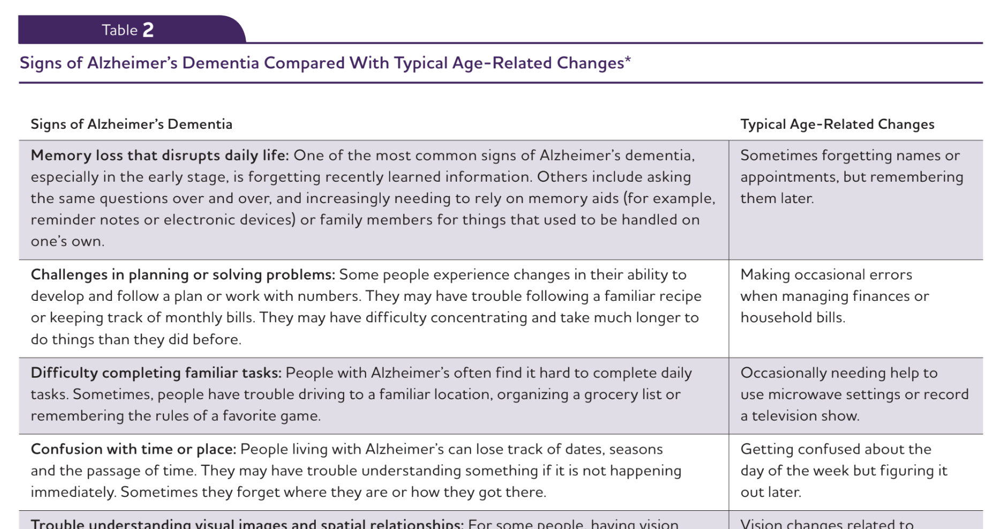 Table 2
Signs of Alzheimer's Dementia Compared With Typical Age-Related Changes*
Signs of Alzheimer's Dementia
Typical Age-Related Changes
Memory loss that disrupts daily life: One of the most common signs of Alzheimer's dementia,
especially in the early stage, is forgetting recently learned information. Others include asking
the same questions over and over, and increasingly needing to rely on memory aids (for example,
reminder notes or electronic devices) or family members for things that used to be handled on
one's own.
Sometimes forgetting names or
appointments, but remembering
them later.
Challenges in planning or solving problems: Some people experience changes in their ability to
develop and follow a plan or work with numbers. They may have trouble following a familiar recipe
or keeping track of monthly bills. They may have difficulty concentrating and take much longer to
do things than they did before.
Making occasional errors
when managing finances or
household bills.
Difficulty completing familiar tasks: People with Alzheimer's often find it hard to complete daily
tasks. Sometimes, people have trouble driving to a familiar location, organizing a grocery list or
remembering the rules of a favorite game.
Occasionally needing help to
use microwave settings or record
a television show.
Confusion with time or place: People living with Alzheimer's can lose track of dates, seasons
and the passage of time. They may have trouble understanding something if it is not happening
immediately. Sometimes they forget where they are or how they got there.
Getting confused about the
day of the week but figuring it
out later.
Trouble understanding visual images and spatial relationships: For some people, having vision
Vision changes related to